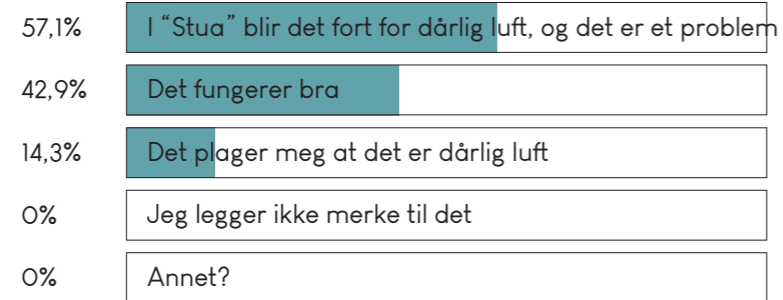 57,1% I “Stua” blir det fort for dårlig luft, og det er et problem
42,9% Det fungerer bra
14,3% Det plager meg at det er dårlig luft
0% Jeg legger ikke merke til det
0% Annet?